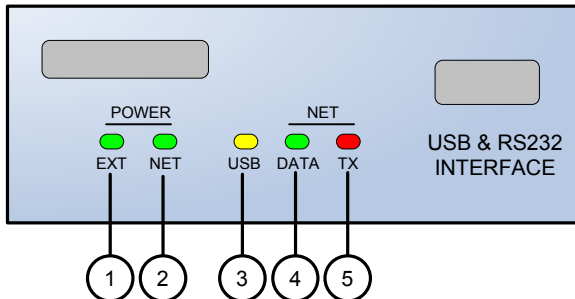 POWER
NET
EXT
NET
USB
DATA
TX
USB & RS232
INTERFACE
1
2
3
4
5